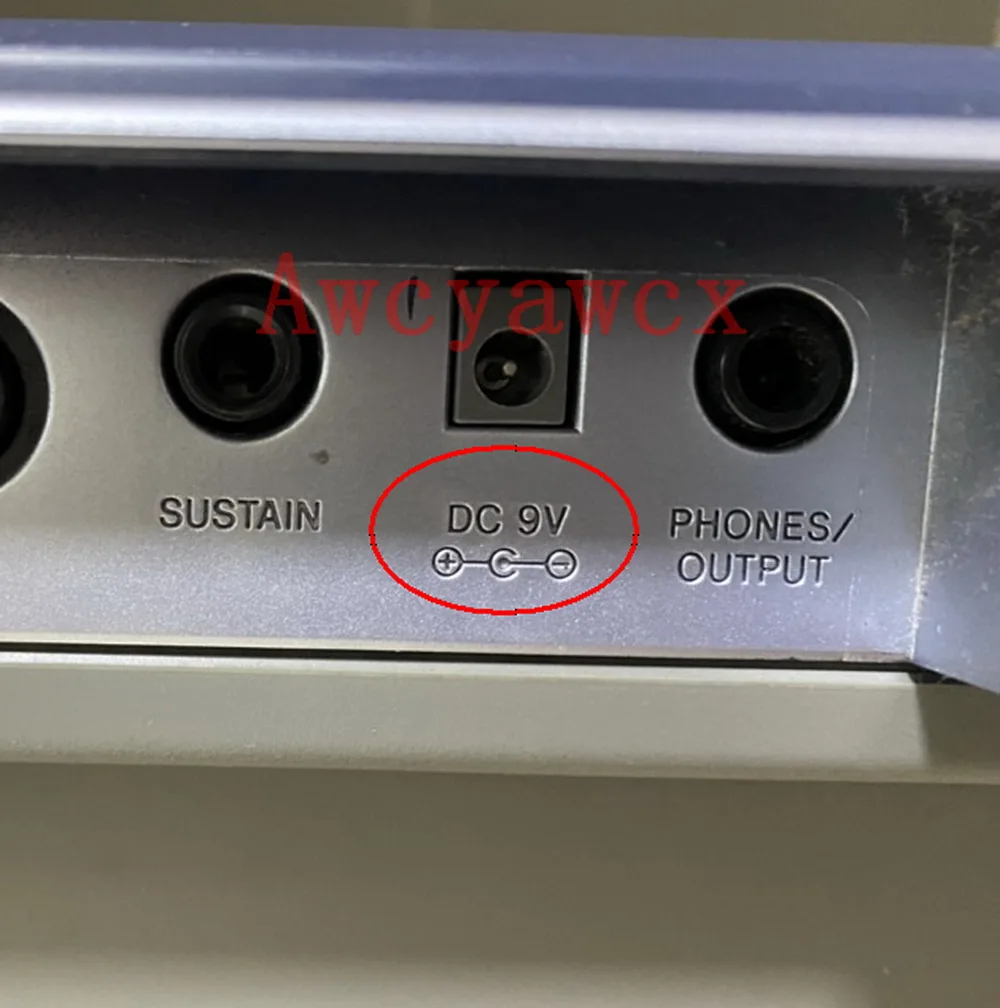 Awcyawcx
SUSTAIN
DC 9V
PHONES/
OUTPUT